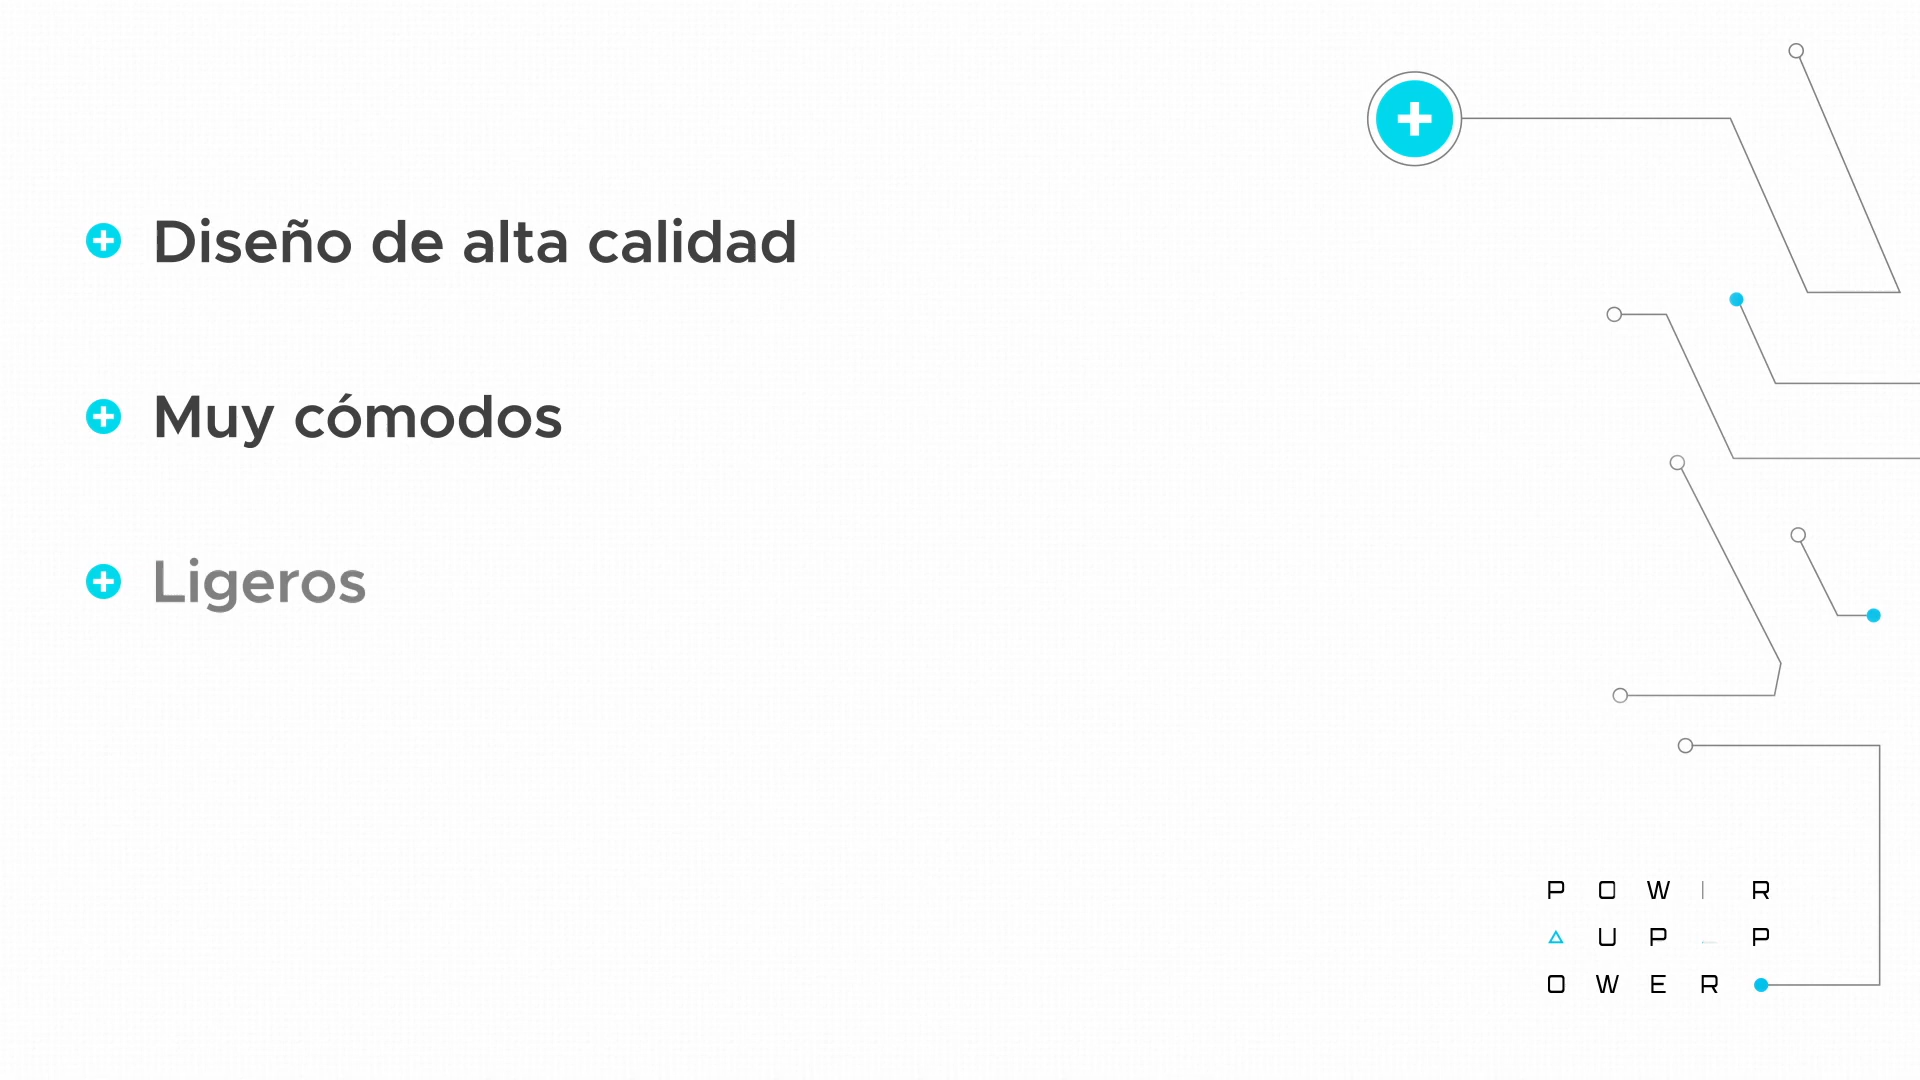 Diseño de alta calidad
Muy cómodos
Ligeros
P O W R
U P P
O W E R